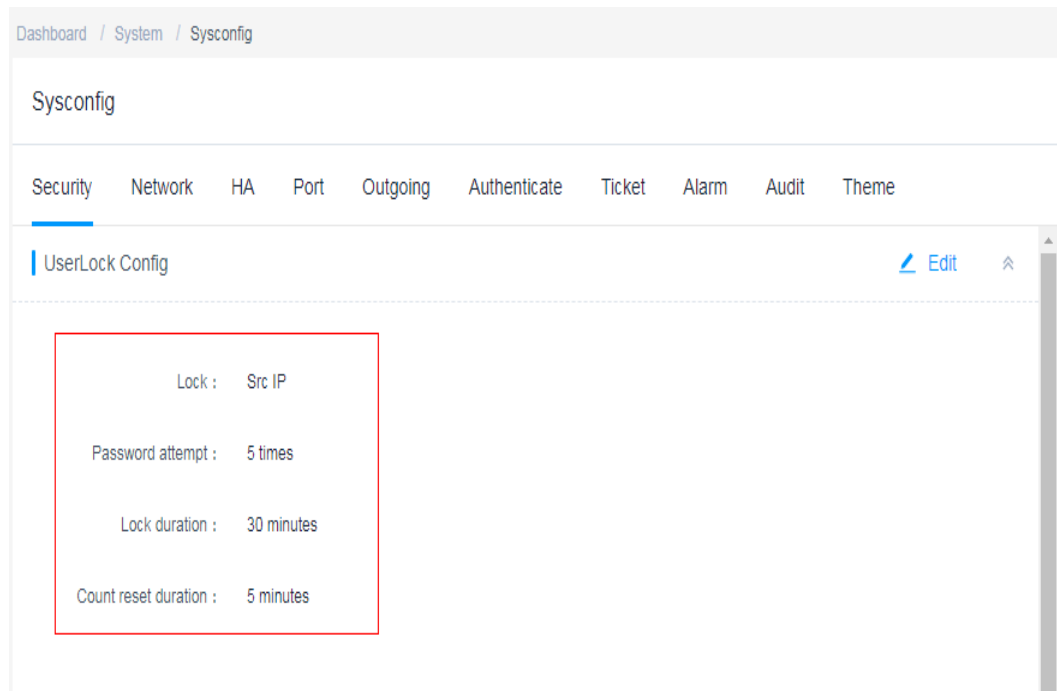 Dashboard / System / Sysconfig
Sysconfig
Security Network HA Port Outgoing Authenticate Ticket Alarm Audit Theme
UserLock Config Edit
Lock : Src IP
Password attempt : 5 times
Lock duration : 30 minutes
Count reset duration : 5 minutes